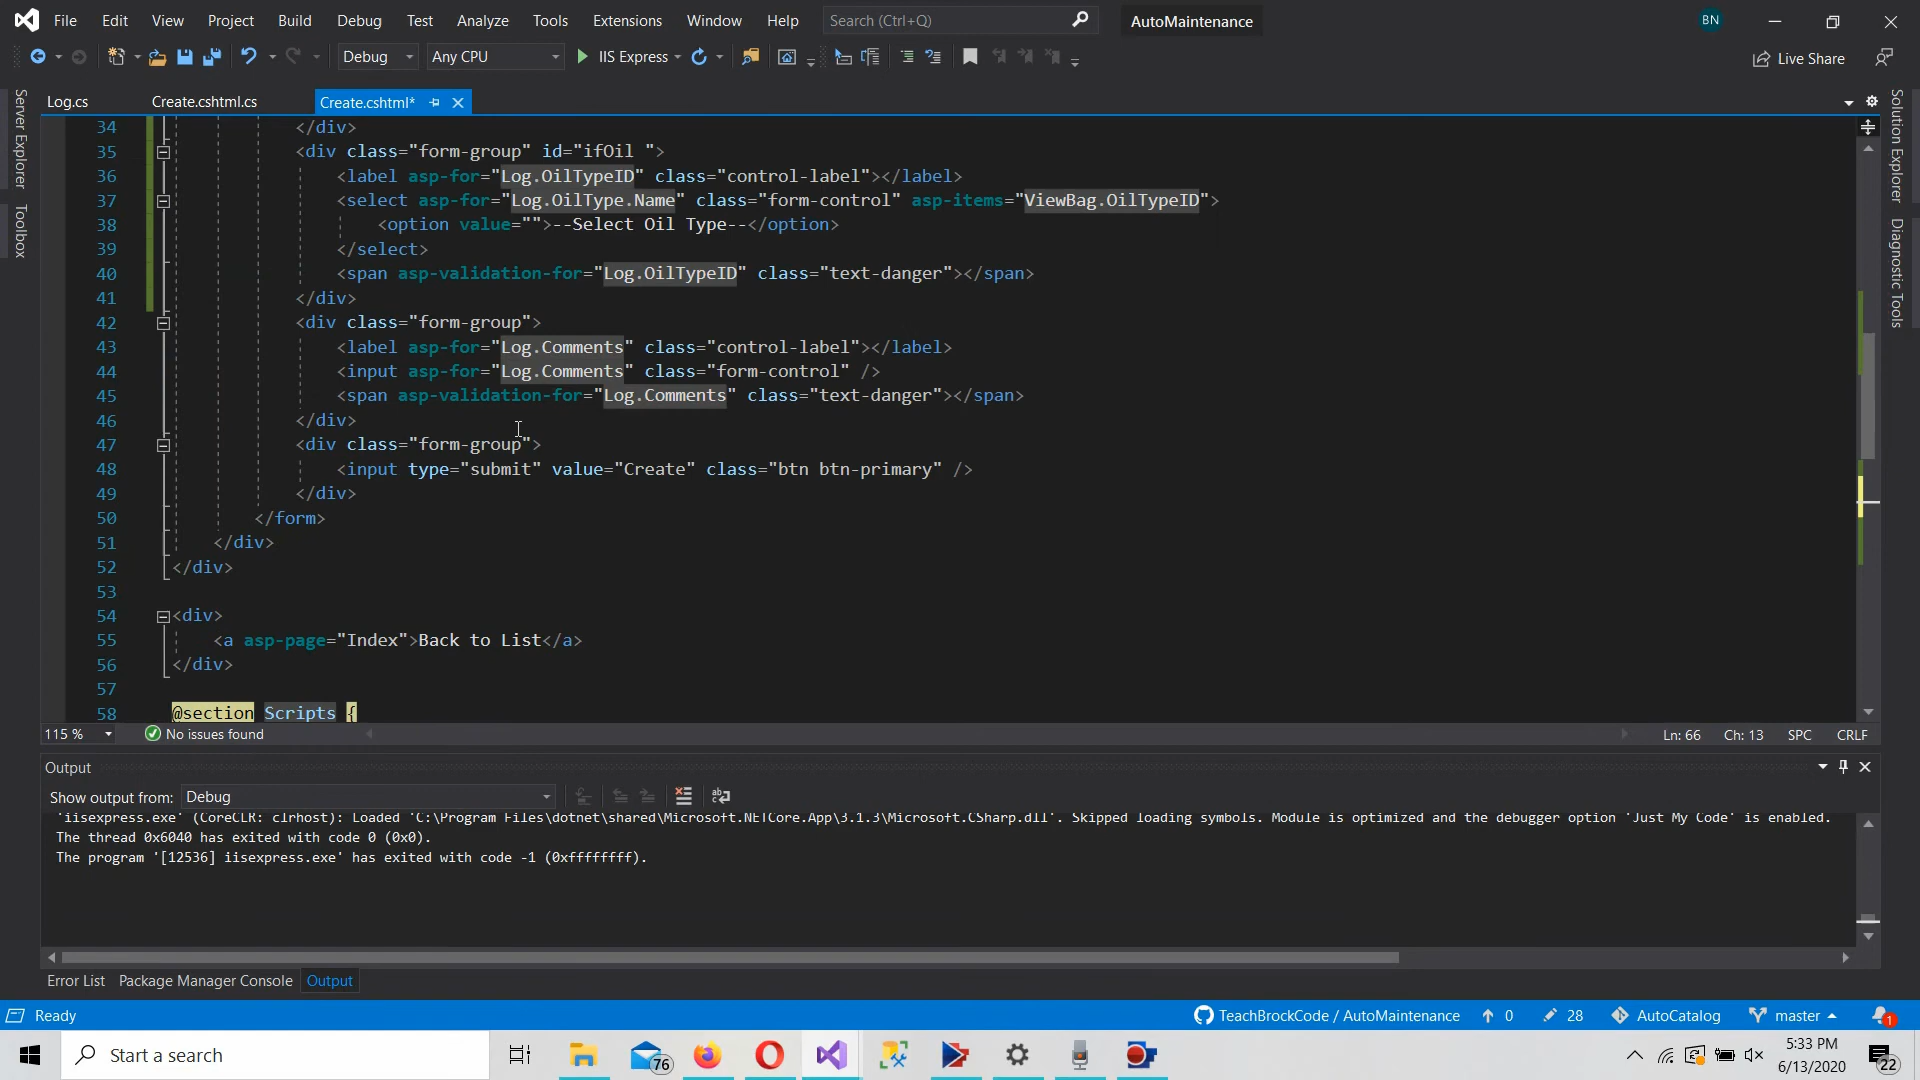 File Edit View Project Build Debug Test Analyze Tools Extensions Window Help Search (Ctrl+Q) AutoMaintenance BN
Debug Any CPU IIS Express Live Share
Log.cs Create.cshtml.cs Create.cshtml*
Server Explorer
Toolbox
Solution Explorer
Diagnostic Tools
34 </div>
35 <div class="form-group" id="ifOil ">
36 <label asp-for="Log.OilTypeID" class="control-label"></label>
37 <select asp-for="Log.OilType.Name" class="form-control" asp-items="ViewBag.OilTypeID">
38 <option value="">--Select Oil Type--</option>
39 </select>
40 <span asp-validation-for="Log.OilTypeID" class="text-danger"></span>
41 </div>
42 <div class="form-group">
43 <label asp-for="Log.Comments" class="control-label"></label>
44 <input asp-for="Log.Comments" class="form-control" />
45 <span asp-validation-for="Log.Comments" class="text-danger"></span>
46 </div>
47 <div class="form-group">
48 <input type="submit" value="Create" class="btn btn-primary" />
49 </div>
50 </form>
51 </div>
52 </div>
53
54 <div>
55 <a asp-page="Index">Back to List</a>
56 </div>
57
58 @section Scripts {
115 % No issues found Ln: 66 Ch: 13 SPC CRLF
Output
Show output from: Debug
'iisexpress.exe' (CoreCLR: clrhost): Loaded 'C:\Program Files\dotnet\shared\Microsoft.NETCore.App\3.1.3\Microsoft.CSharp.dll'. Skipped loading symbols. Module is optimized and the debugger option 'Just My Code' is enabled.
The thread 0x6040 has exited with code 0 (0x0).
The program '[12536] iisexpress.exe' has exited with code -1 (0xffffffff).
Error List Package Manager Console Output
Ready TeachBrockCode / AutoMaintenance 0 28 AutoCatalog master 1
Start a search 76 5:33 PM
6/13/2020 22